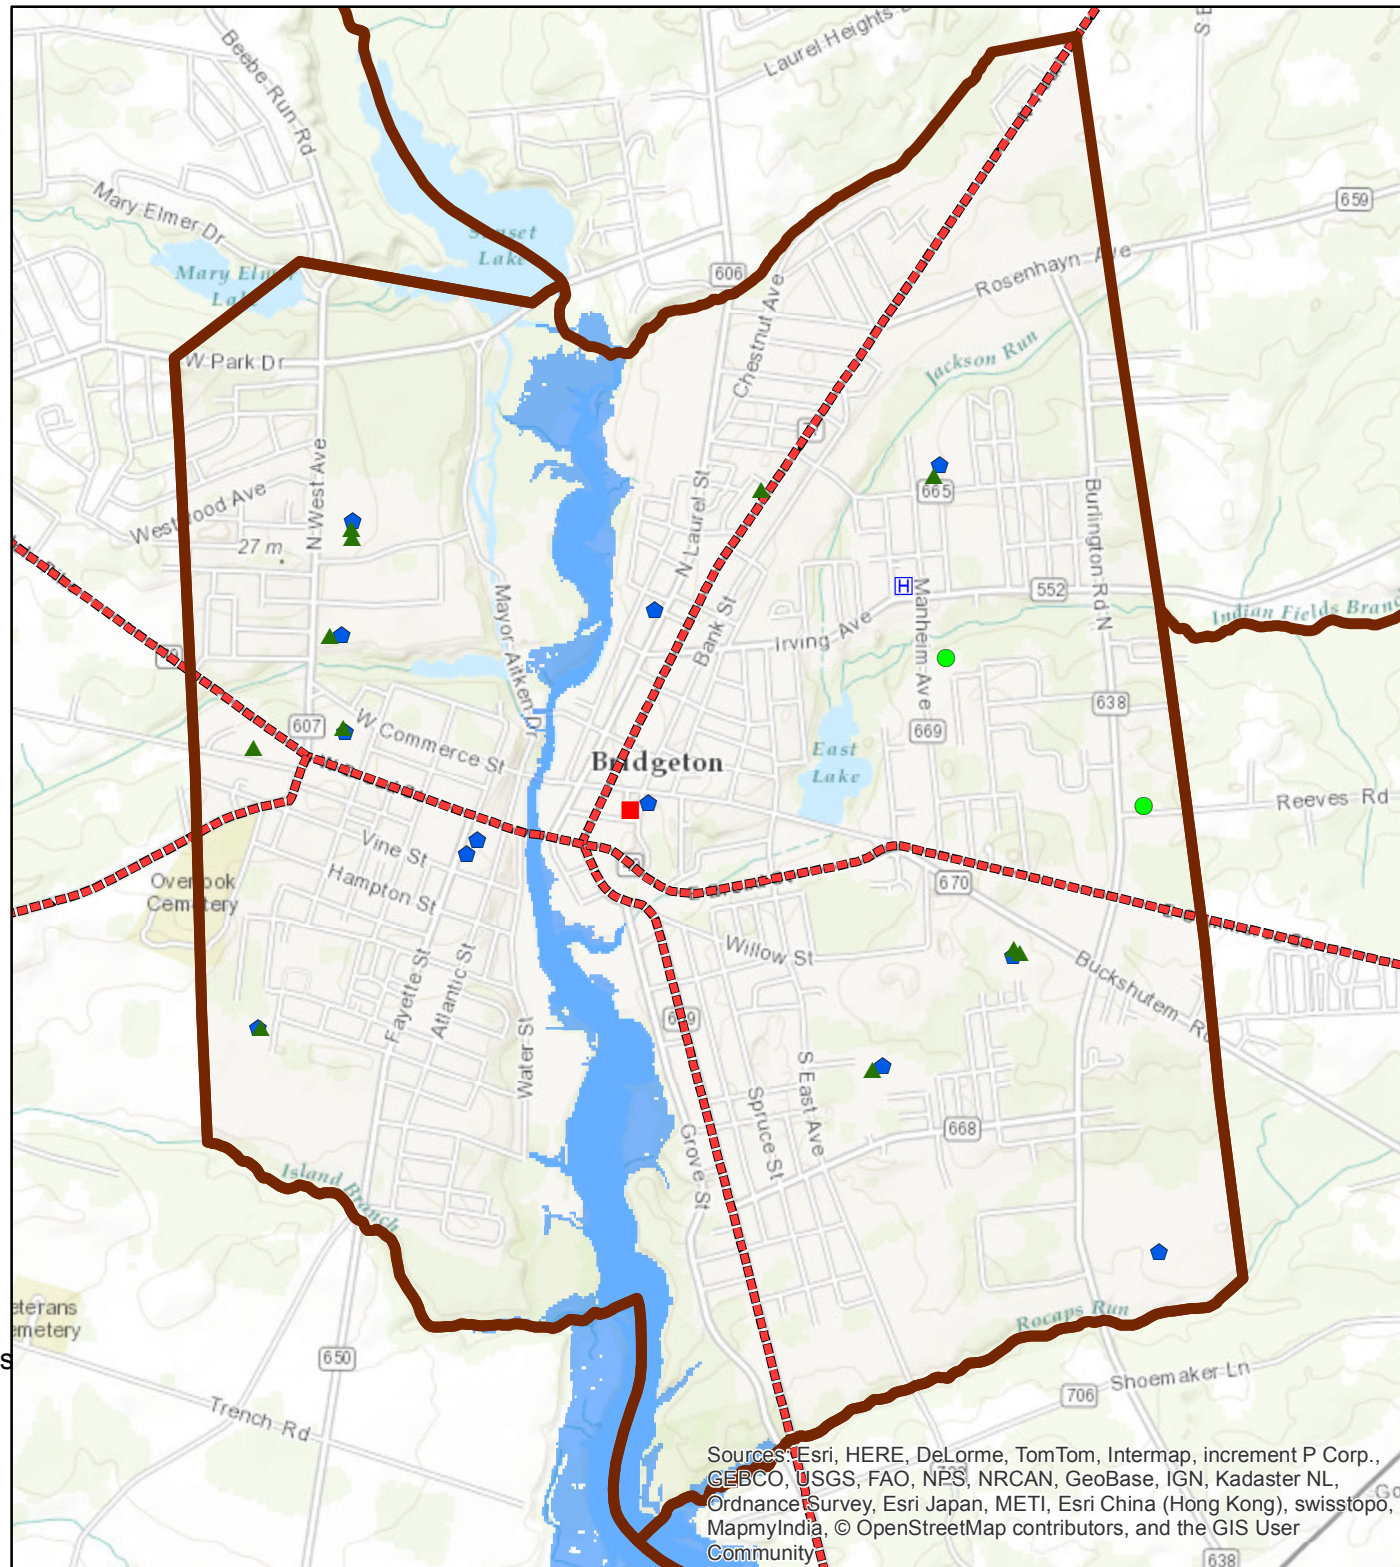 Laurel Heights
Beebe-Run-Rd
Mary Elmer Dr
659
Sunset
Lake
606
Rosenhayn Ave
Mary Elmer
Lake
Chestnut Ave
Jackson Run
W Park Dr
N West Ave
Westwood Ave
27 m
N Laurel St
665
Burlington Rd N
H
552
Indian Fields Branch
Mayor Aitken Dr
Bank St
Irving Ave
Manheim-Ave
607
W Commerce St
638
669
Bridgeton
East
Lake
Reeves Rd
Vine St
Hampton St
Overlook
Cemetery
670
Willow St
Buckshutem-Rd
Fayette St
Atlantic St
Water St
S East Ave
Spruce St
Grove St
668
Island Branch
eterans
emetery
Rocaps Run
s
650
706
Shoemaker Ln
Trench Rd
Sources: Esri, HERE, DeLorme, TomTom, Intermap, increment P Corp.,
GEBCO, USGS, FAO, NPS, NRCAN, GeoBase, IGN, Kadaster NL,
Ordnance Survey, Esri Japan, METI, Esri China (Hong Kong), swisstopo,
MapmyIndia, © OpenStreetMap contributors, and the GIS User
Community
638